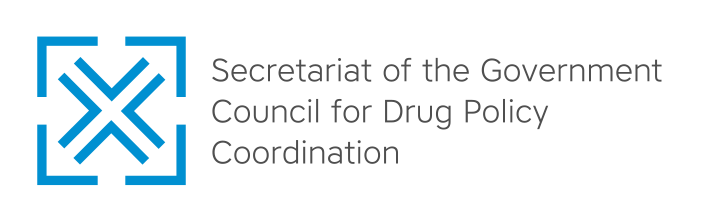 Secretariat of the Government
Council for Drug Policy
Coordination